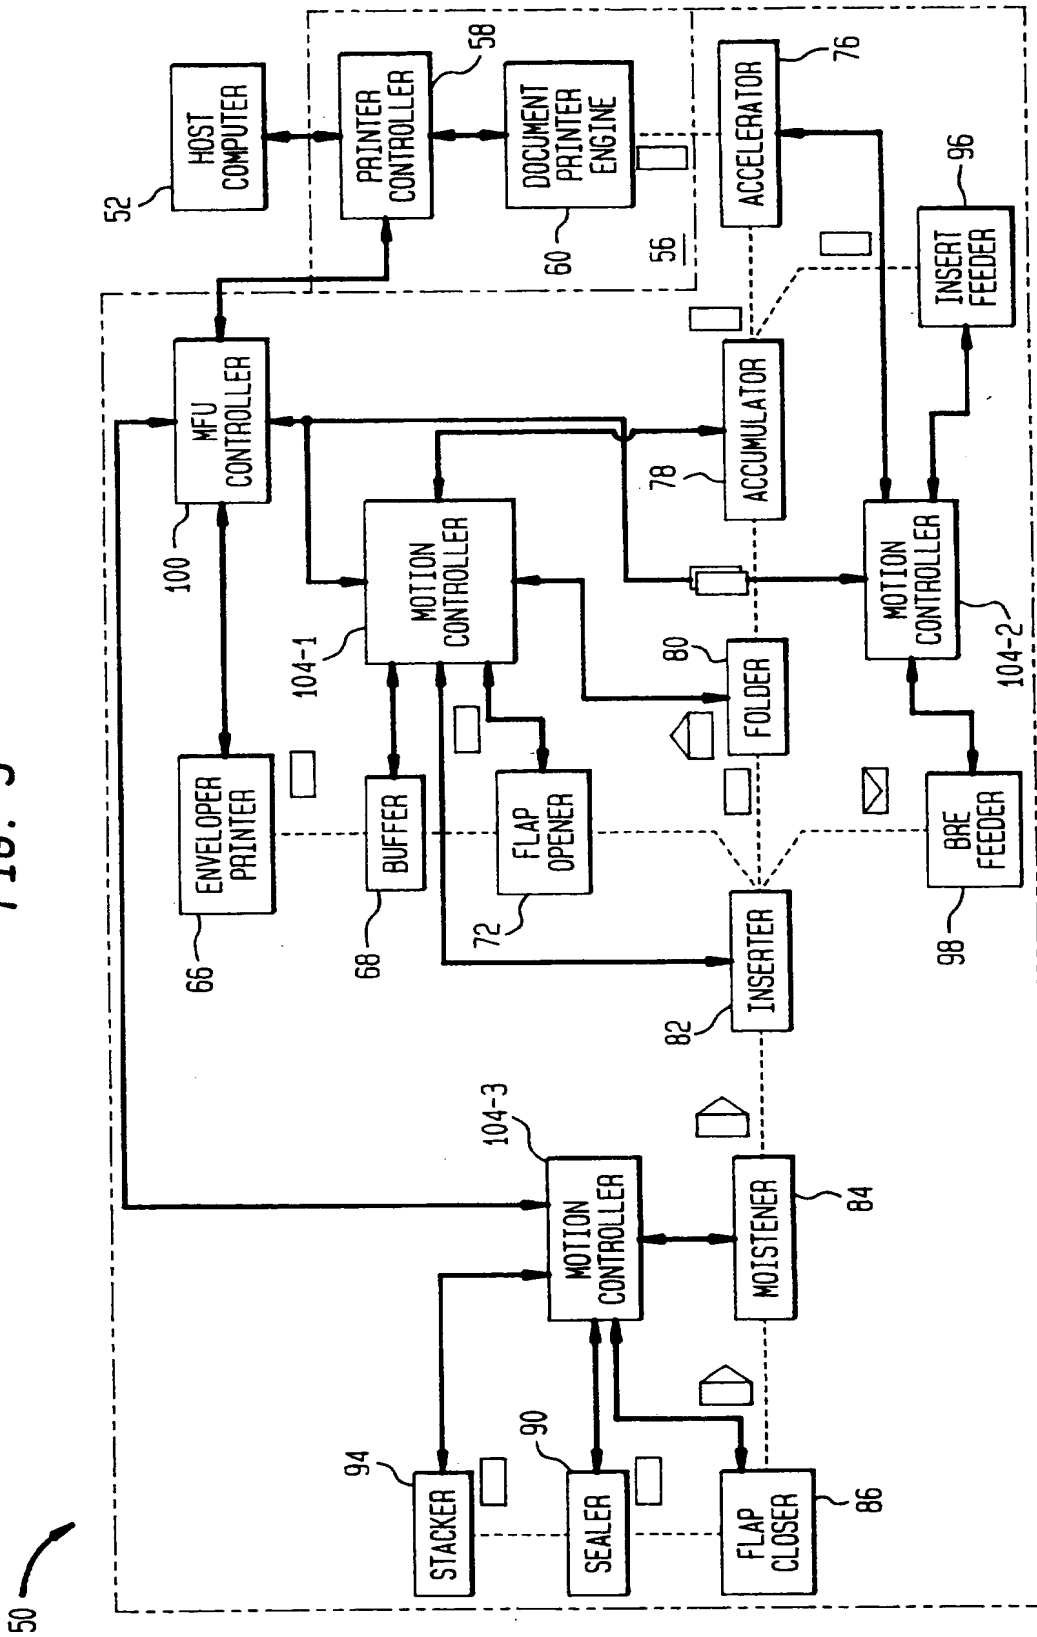 FIG.
50
52
HOST
COMPUTER
100
MFU
CONTROLLER
66
ENVELOPER
PRINTER
58
PRINTER
CONTROLLER
104-1
MOTION
CONTROLLER
68
BUFFER
94
STACKER
60
DOCUMENT
PRINTER
ENGINE
72
FLAP
OPENER
104-3
MOTION
CONTROLLER
90
SEALER
56
76
ACCELERATOR
78
ACCUMULATOR
80
FOLDER
82
INSERTER
84
MOISTENER
86
FLAP
CLOSER
96
INSERT
FEEDER
104-2
MOTION
CONTROLLER
98
BRE
FEEDER